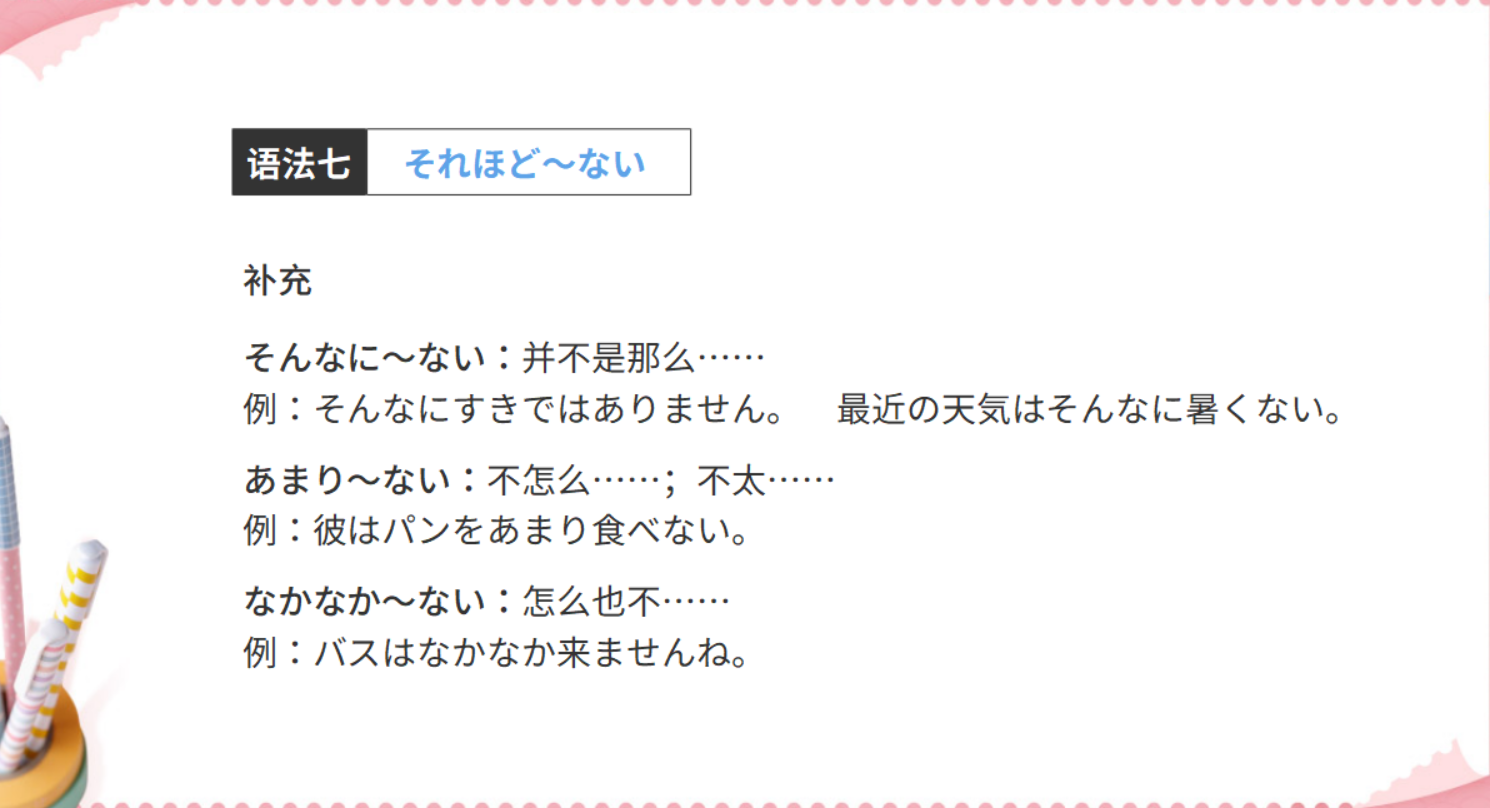 语法七 それほど～ない
补充
そんなに～ない：并不是那么……
例：そんなにすきではありません。　最近の天気はそんなに暑くない。
あまり～ない：不怎么……；不太……
例：彼はパンをあまり食べない。
なかなか～ない：怎么也不……
例：バスはなかなか来ませんね。